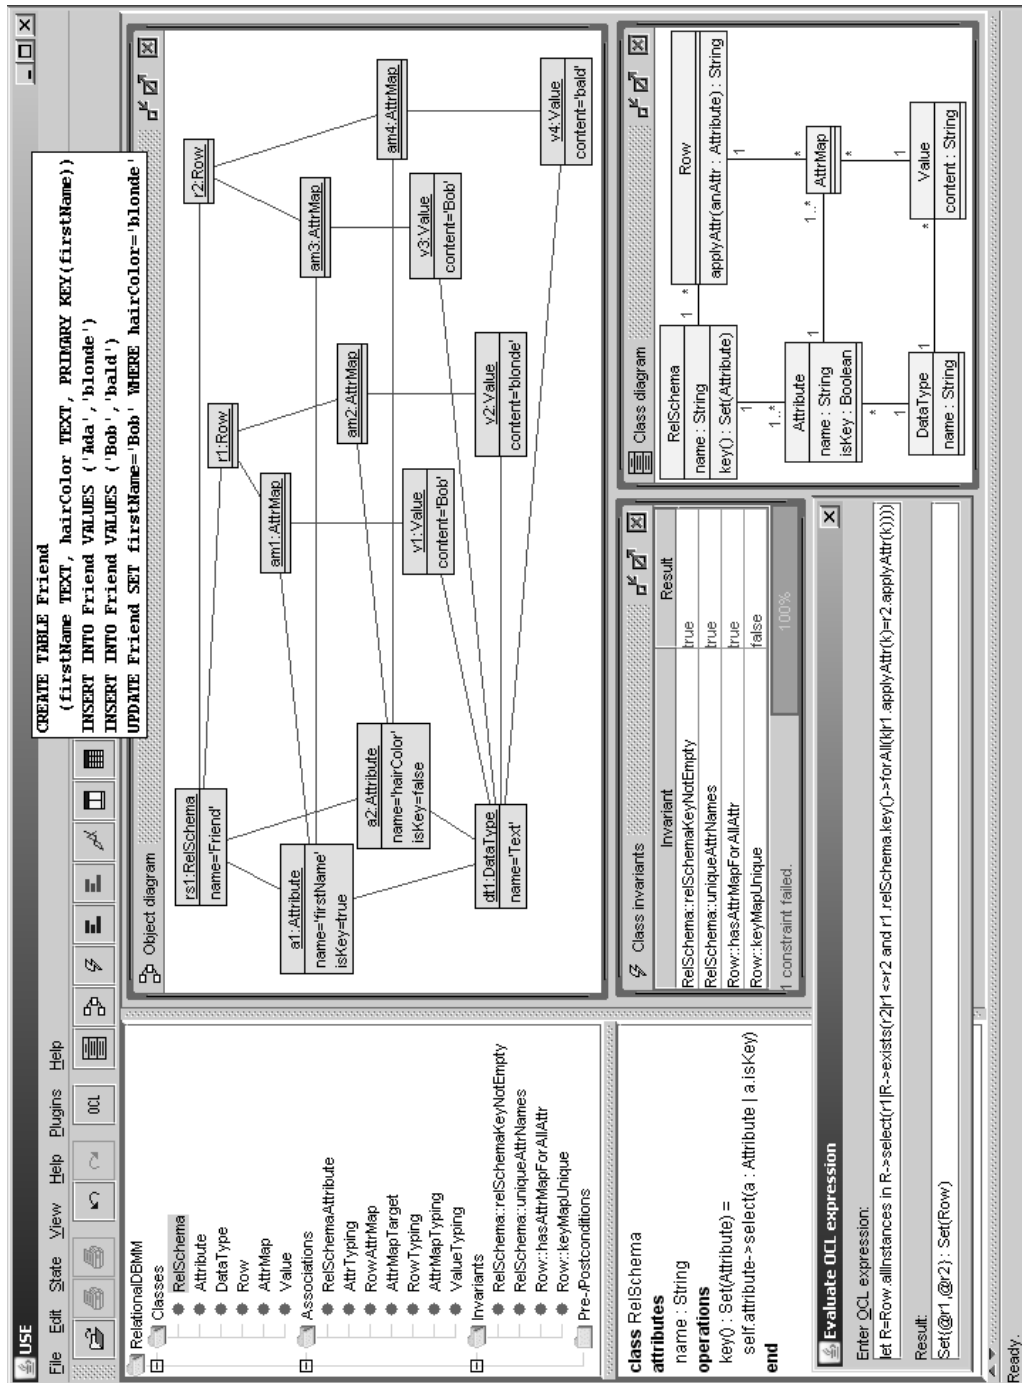 USE
File Edit State View Help Plugins Help
OCL
CREATE TABLE Friend
(firstName TEXT, hairColor TEXT, PRIMARY KEY(firstName))
INSERT INTO Friend VALUES ('Ada','blonde')
INSERT INTO Friend VALUES ('Bob','bald')
UPDATE Friend SET firstName='Bob' WHERE hairColor='blonde'
RelationalDBMM
Classes
RelSchema
Attribute
DataType
Row
AttrMap
Value
Associations
RelSchemaAttribute
AttrTyping
RowAttrMap
AttrMapTarget
RowTyping
AttrMapTyping
ValueTyping
Invariants
RelSchema::relSchemaKeyNotEmpty
RelSchema::uniqueAttrNames
Row::hasAttrMapForAllAttr
Row::keyMapUnique
Pre-/Postconditions
class RelSchema
attributes
name : String
operations
key() : Set(Attribute) =
self.attribute->select(a : Attribute | a.isKey)
end
Object diagram
rs1:RelSchema
name='Friend'
r1:Row
r2:Row
a1:Attribute
name='firstName'
isKey=true
am1:AttrMap
am3:AttrMap
a2:Attribute
name='hairColor'
isKey=false
am2:AttrMap
am4:AttrMap
v1:Value
content='Bob'
v3:Value
content='Bob'
dt1:DataType
name='Text'
v2:Value
content='blonde'
v4:Value
content='bald'
Class invariants
Invariant Result
RelSchema::relSchemaKeyNotEmpty true
RelSchema::uniqueAttrNames true
Row::hasAttrMapForAllAttr true
Row::keyMapUnique false
1 constraint failed. 100%
Class diagram
RelSchema
name : String
key() : Set(Attribute)
1 *
Row
applyAttr(anAttr : Attribute) : String
1
1
1..*
Attribute
name : String
isKey : Boolean
1 1..*
*
AttrMap
*
*
1
1
DataType
name : String
1 *
Value
content : String
Evaluate OCL expression
Enter OCL expression:
let R=Row.allInstances in R->select(r1|R->exists(r2|r1<>r2 and r1.relSchema.key()->forAll(k|r1.applyAttr(k)=r2.applyAttr(k))))
Result:
Set{@r1,@r2} : Set(Row)
Ready.